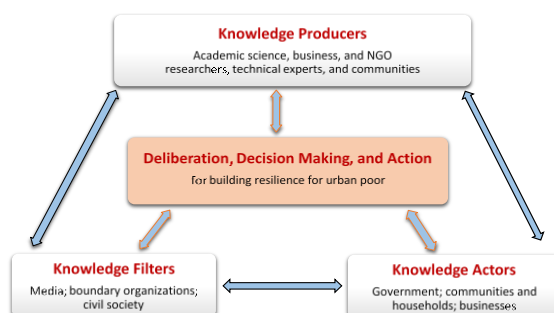 Knowledge Producers
Academic science, business, and NGO
researchers, technical experts, and communities
Deliberation, Decision Making, and Action
for building resilience for urban poor
Knowledge Filters
Media; boundary organizations;
civil society
Knowledge Actors
Government; communities and
households; businesses